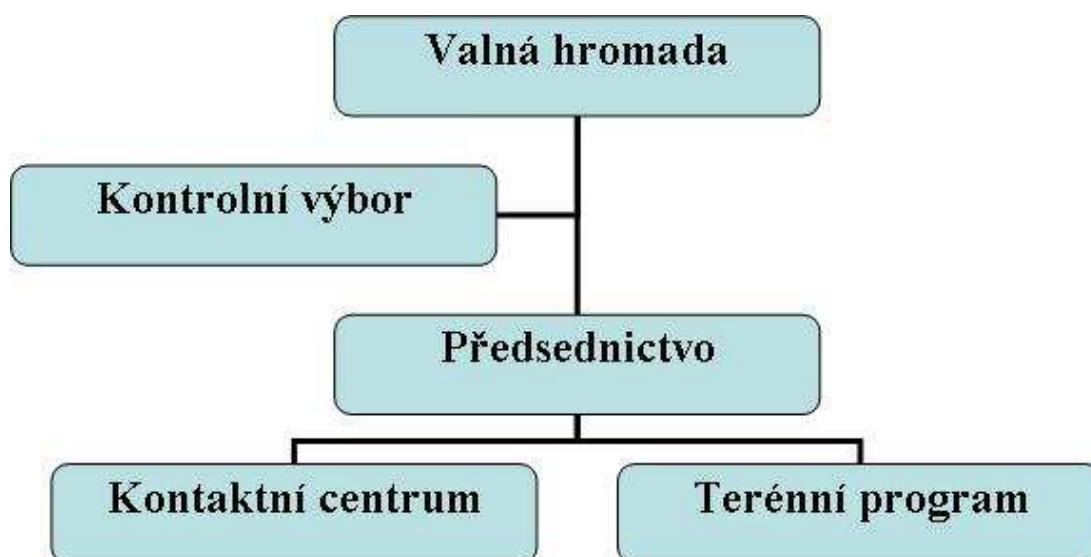 Valná hromada
Kontrolní výbor
Předsednictvo
Kontaktní centrum
Terénní program